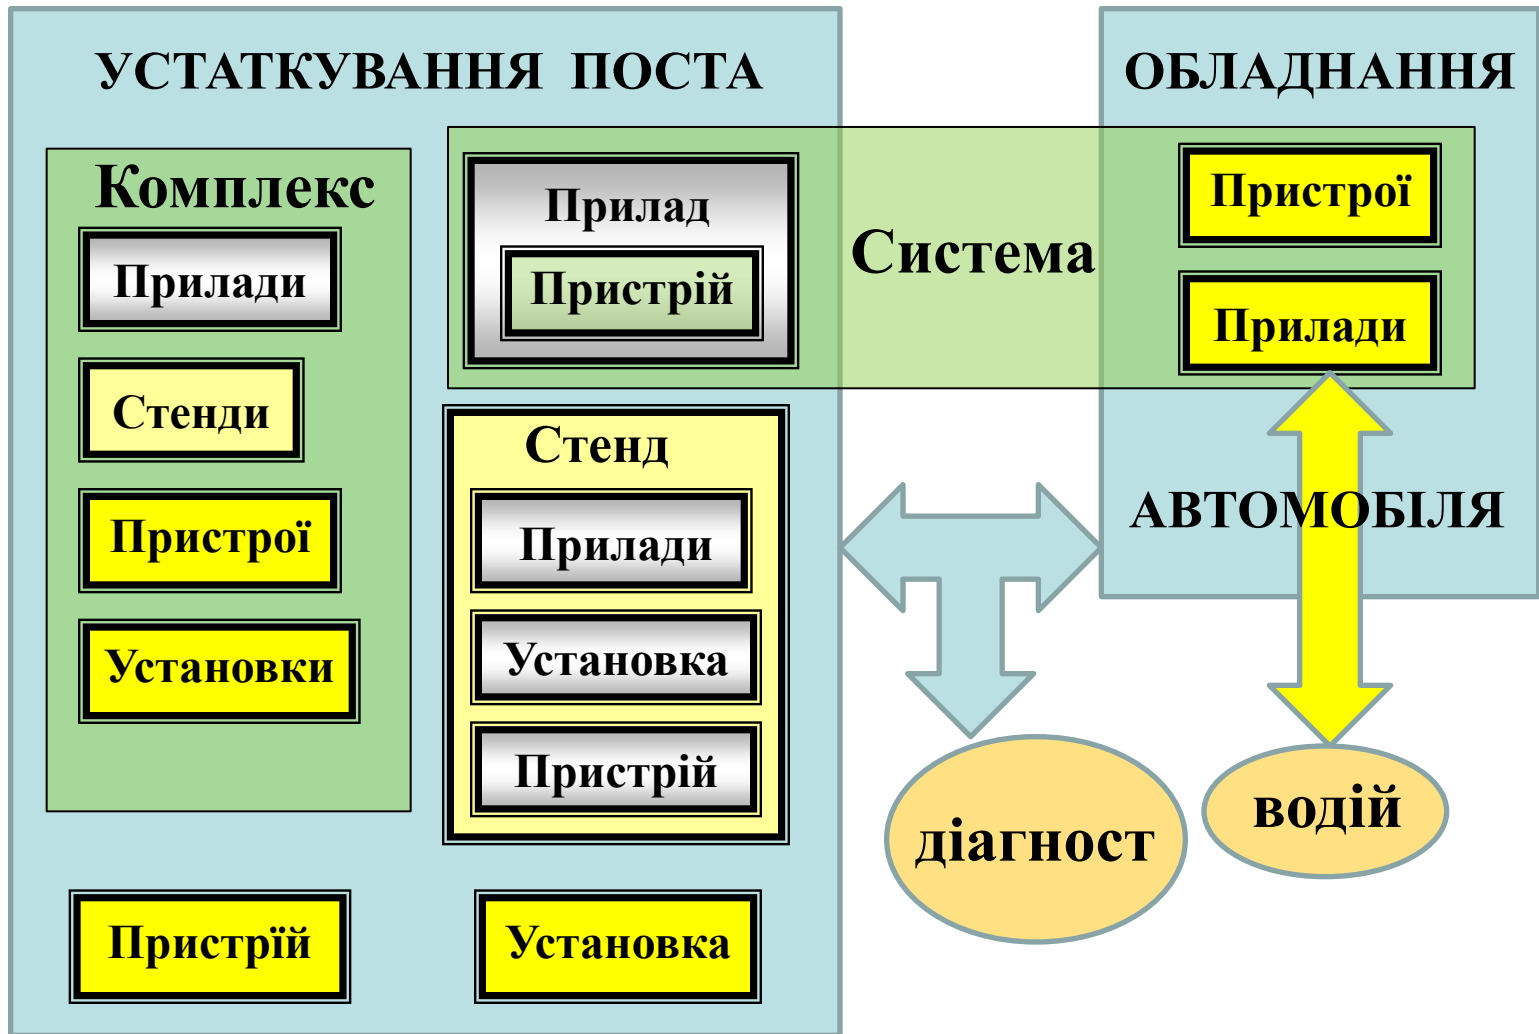 УСТАТКУВАННЯ ПОСТА
Комплекс
Прилади
Стенди
Пристрої
Установки
Прилад
Пристрій
Система
Стенд
Прилади
Установка
Пристрій
Пристрїй
Установка
ОБЛАДНАННЯ
Пристрої
Прилади
АВТОМОБІЛЯ
діагност
водій